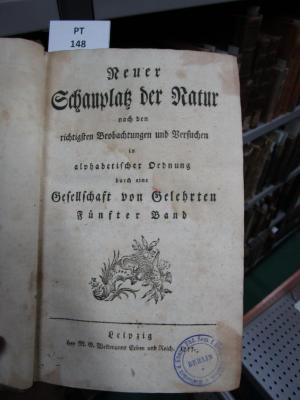 PT
148
Neuer
Schauplatz der Natur
nach den
richtigsten Beobachtungen und Versuchen
in
alphabetischer Ordnung
durch eine
Gesellschaft von Gelehrten
Fünfter Band
Leipzig
bey M. G. Weidmanns Erben und Reich.
BERLIN